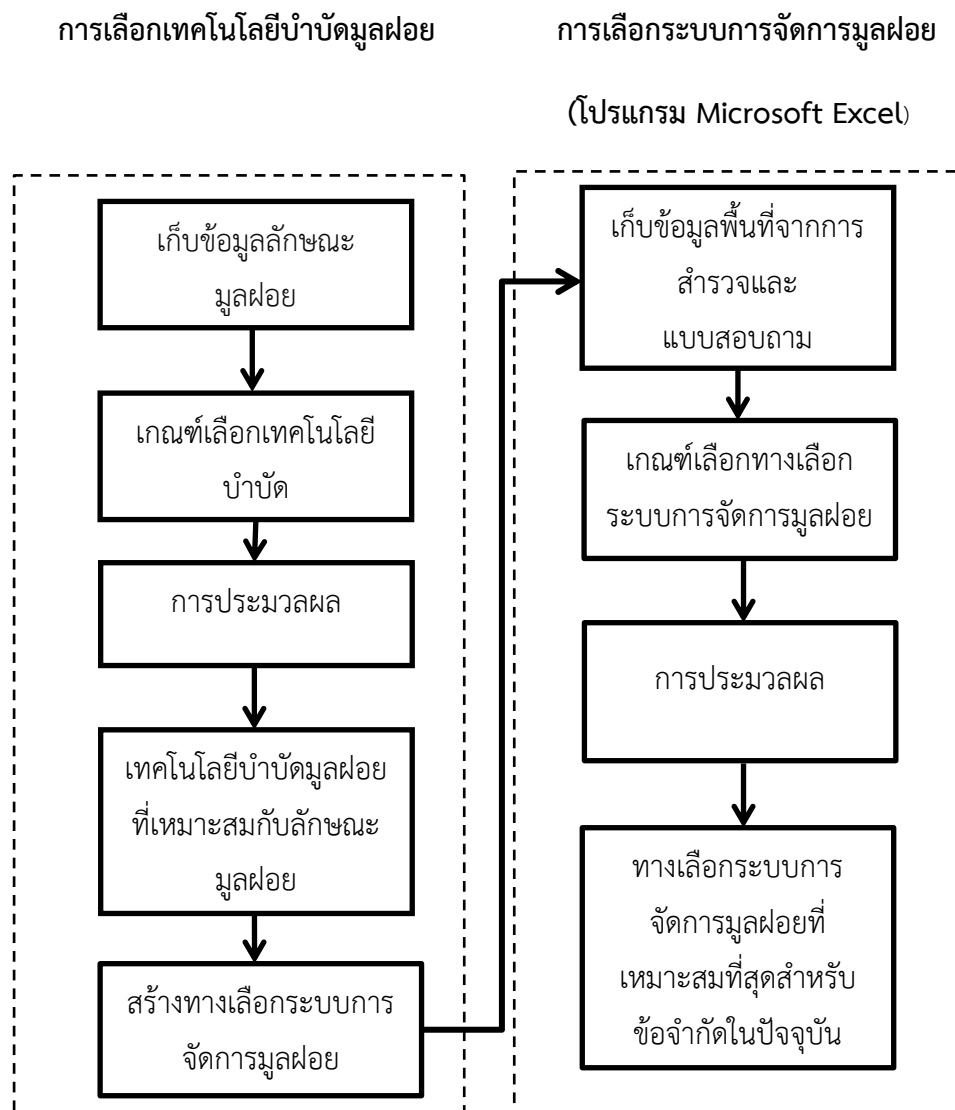 การเลือกเทคโนโลยีบำบัดมูลฝอย
เก็บข้อมูลลักษณะ
มูลฝอย
เกณฑ์เลือกเทคโนโลยี
บำบัด
การประมวลผล
เทคโนโลยีบำบัดมูลฝอย
ที่เหมาะสมกับลักษณะ
มูลฝอย
สร้างทางเลือกระบบการ
จัดการมูลฝอย
การเลือกระบบการจัดการมูลฝอย
(โปรแกรม Microsoft Excel)
เก็บข้อมูลพื้นที่จากการ
สำรวจและ
แบบสอบถาม
เกณฑ์เลือกทางเลือก
ระบบการจัดการมูลฝอย
การประมวลผล
ทางเลือกระบบการ
จัดการมูลฝอยที่
เหมาะสมที่สุดสำหรับ
ข้อจำกัดในปัจจุบัน